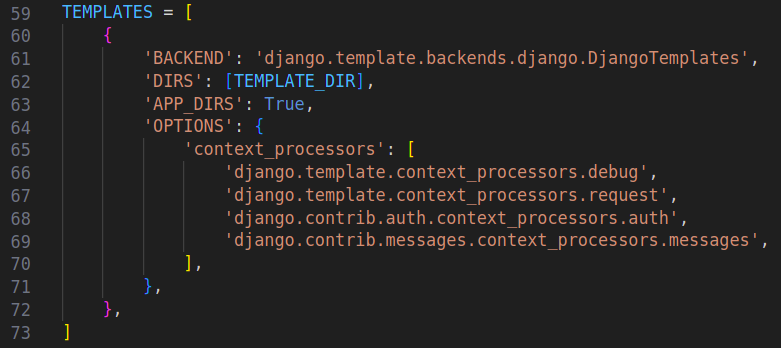 59 TEMPLATES = [
60     {
61         'BACKEND': 'django.template.backends.django.DjangoTemplates',
62         'DIRS': [TEMPLATE_DIR],
63         'APP_DIRS': True,
64         'OPTIONS': {
65             'context_processors': [
66                 'django.template.context_processors.debug',
67                 'django.template.context_processors.request',
68                 'django.contrib.auth.context_processors.auth',
69                 'django.contrib.messages.context_processors.messages',
70             ],
71         },
72     },
73 ]